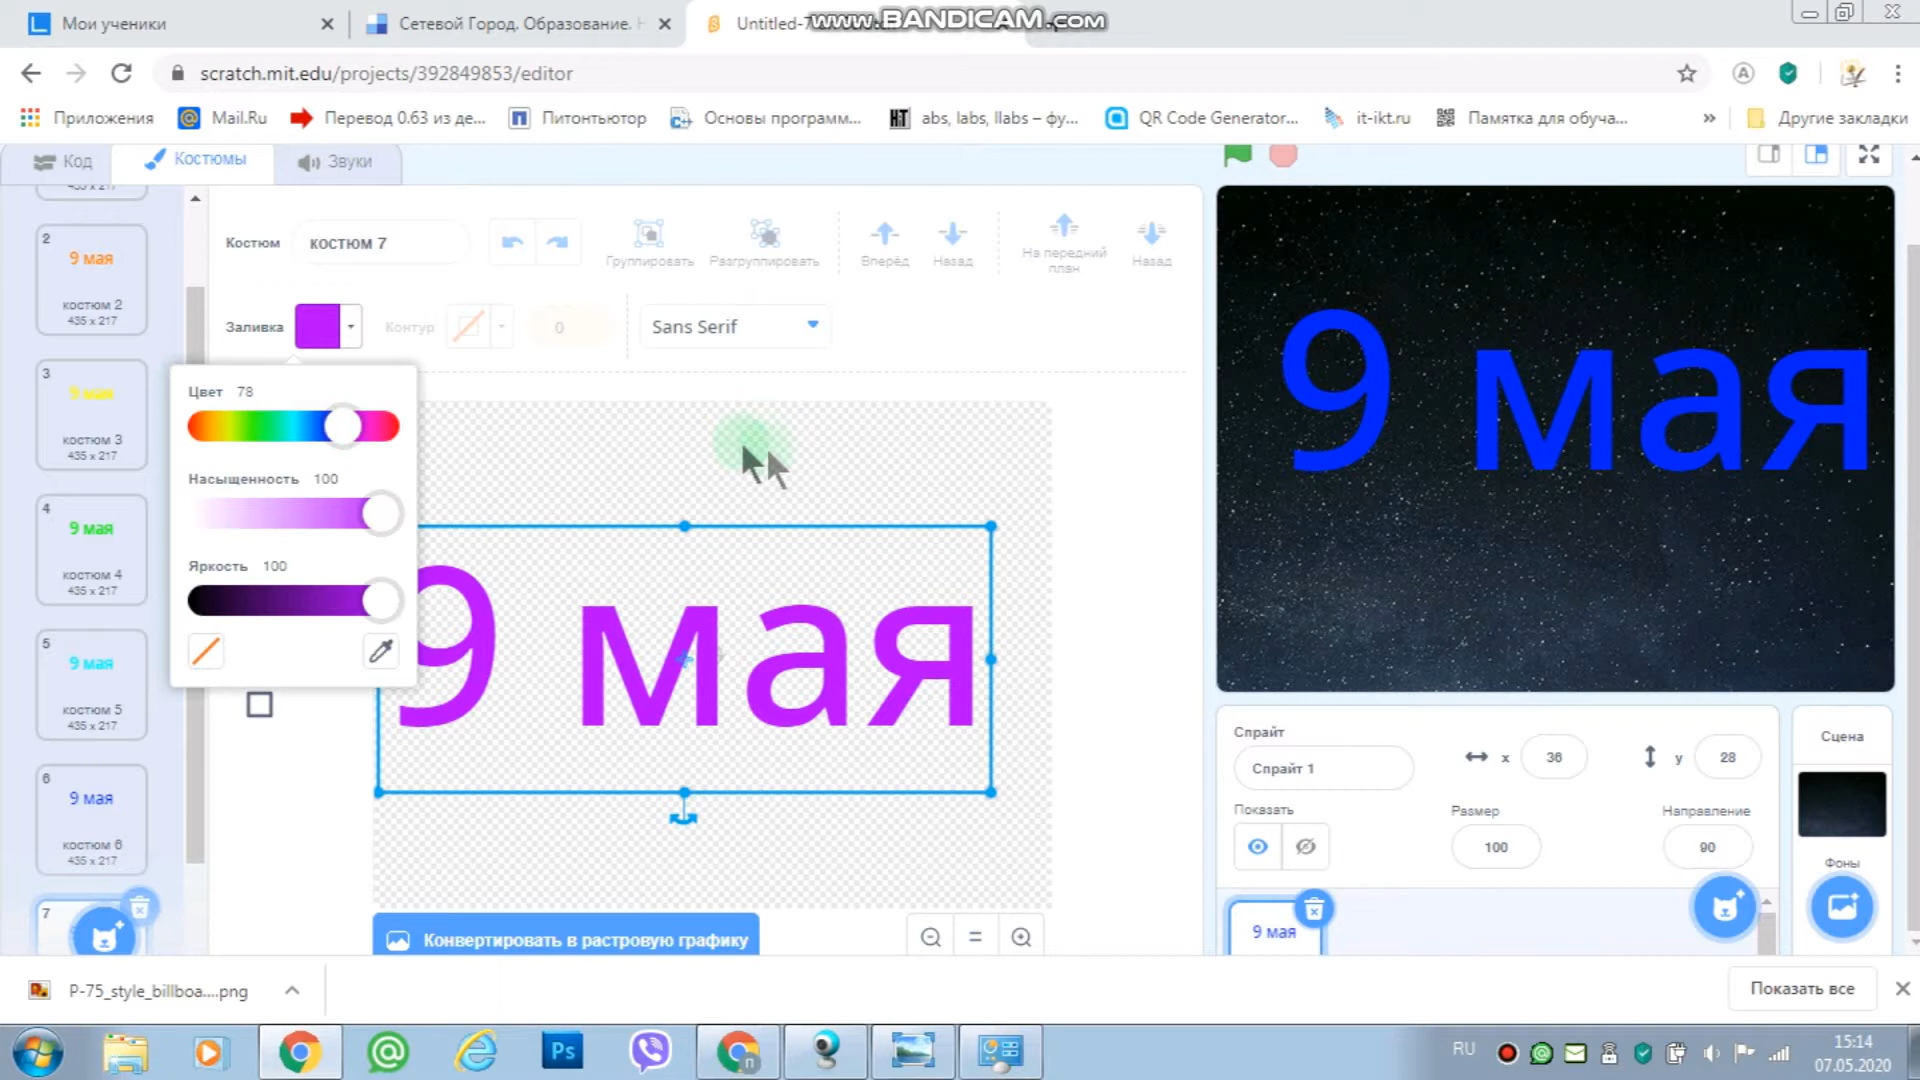 Мои ученики
Сетевой Город. Образование. Н
Untitled-7
www.BANDICAM.com
scratch.mit.edu/projects/392849853/editor
Приложения
Mail.Ru
Перевод 0.63 из де...
Питонтьютор
Основы программ...
abs, labs, llabs – фу...
QR Code Generator...
it-ikt.ru
Памятка для обуча...
»
Другие закладки
Код
Костюмы
Звуки
2
9 мая
костюм 2
435 x 217
3
9 мая
костюм 3
435 x 217
4
9 мая
костюм 4
435 x 217
5
9 мая
костюм 5
435 x 217
6
9 мая
костюм 6
435 x 217
7
Костюм
костюм 7
Группировать
Разгруппировать
Вперёд
Назад
На передний
план
Назад
Заливка
Контур
0
Sans Serif
Цвет 78
Насыщенность 100
Яркость 100
9 мая
Конвертировать в растровую графику
9 мая
Спрайт
Спрайт 1
x 36
y 28
Показать
Размер
100
Направление
90
9 мая
Сцена
Фоны
P-75_style_billboa....png
Показать все
Ps
n
RU
15:14
07.05.2020